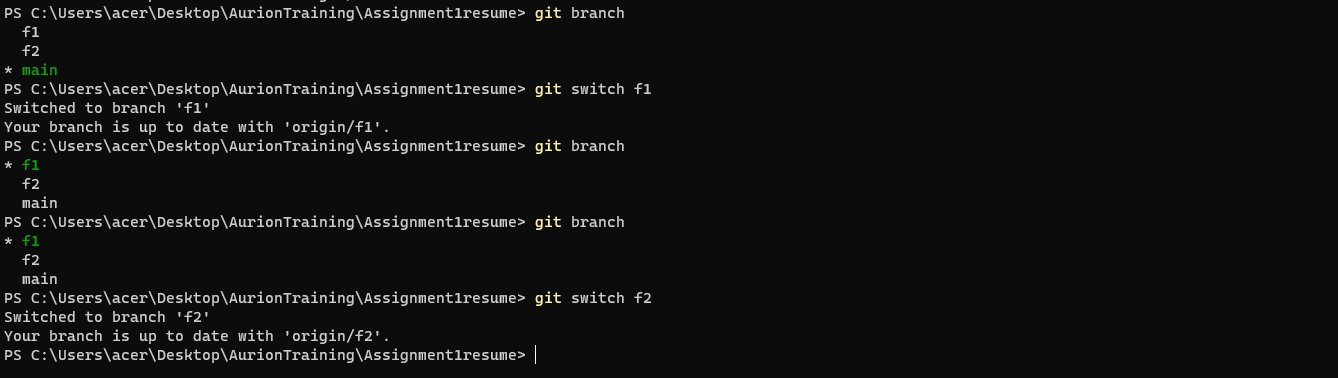 PS C:\Users\acer\Desktop\AurionTraining\Assignment1resume> git branch
  f1
  f2
* main
PS C:\Users\acer\Desktop\AurionTraining\Assignment1resume> git switch f1
Switched to branch 'f1'
Your branch is up to date with 'origin/f1'.
PS C:\Users\acer\Desktop\AurionTraining\Assignment1resume> git branch
* f1
  f2
  main
PS C:\Users\acer\Desktop\AurionTraining\Assignment1resume> git branch
* f1
  f2
  main
PS C:\Users\acer\Desktop\AurionTraining\Assignment1resume> git switch f2
Switched to branch 'f2'
Your branch is up to date with 'origin/f2'.
PS C:\Users\acer\Desktop\AurionTraining\Assignment1resume>